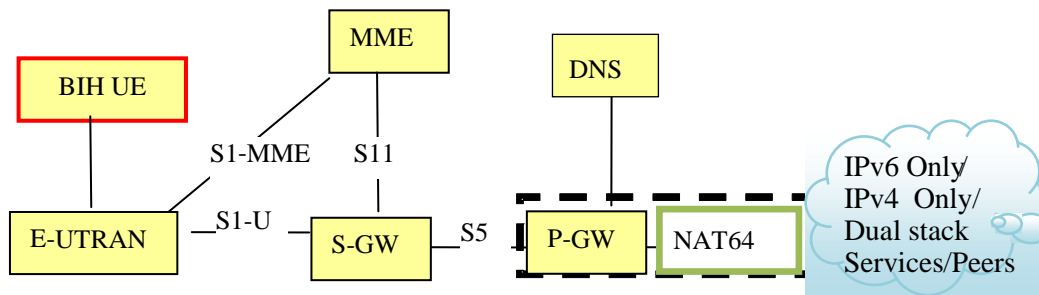 MME
DNS
BIH UE
S1-MME
S11
E-UTRAN
S1-U
S-GW
S5
P-GW
NAT64
IPv6 Only/
IPv4 Only/
Dual stack
Services/Peers